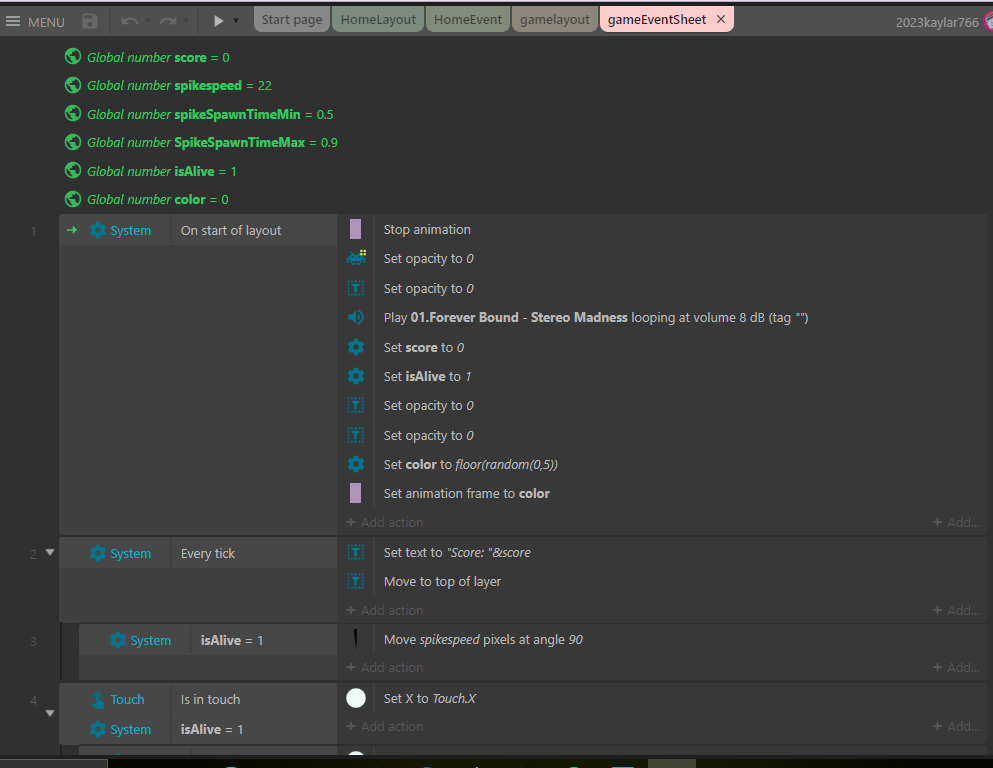 MENU
Start page
HomeLayout
HomeEvent
gamelayout
gameEventSheet
2023kaylar766
Global number score = 0
Global number spikespeed = 22
Global number spikeSpawnTimeMin = 0.5
Global number SpikeSpawnTimeMax = 0.9
Global number isAlive = 1
Global number color = 0
1 System On start of layout Stop animation
Set opacity to 0
Set opacity to 0
Play 01.Forever Bound - Stereo Madness looping at volume 8 dB (tag "")
Set score to 0
Set isAlive to 1
Set opacity to 0
Set opacity to 0
Set color to floor(random(0,5))
Set animation frame to color
+ Add action + Add...
2 System Every tick Set text to "Score: "&score
Move to top of layer
+ Add action + Add...
3 System isAlive = 1 Move spikespeed pixels at angle 90
+ Add action + Add...
4 Touch Is in touch Set X to Touch.X
System isAlive = 1 + Add action + Add...